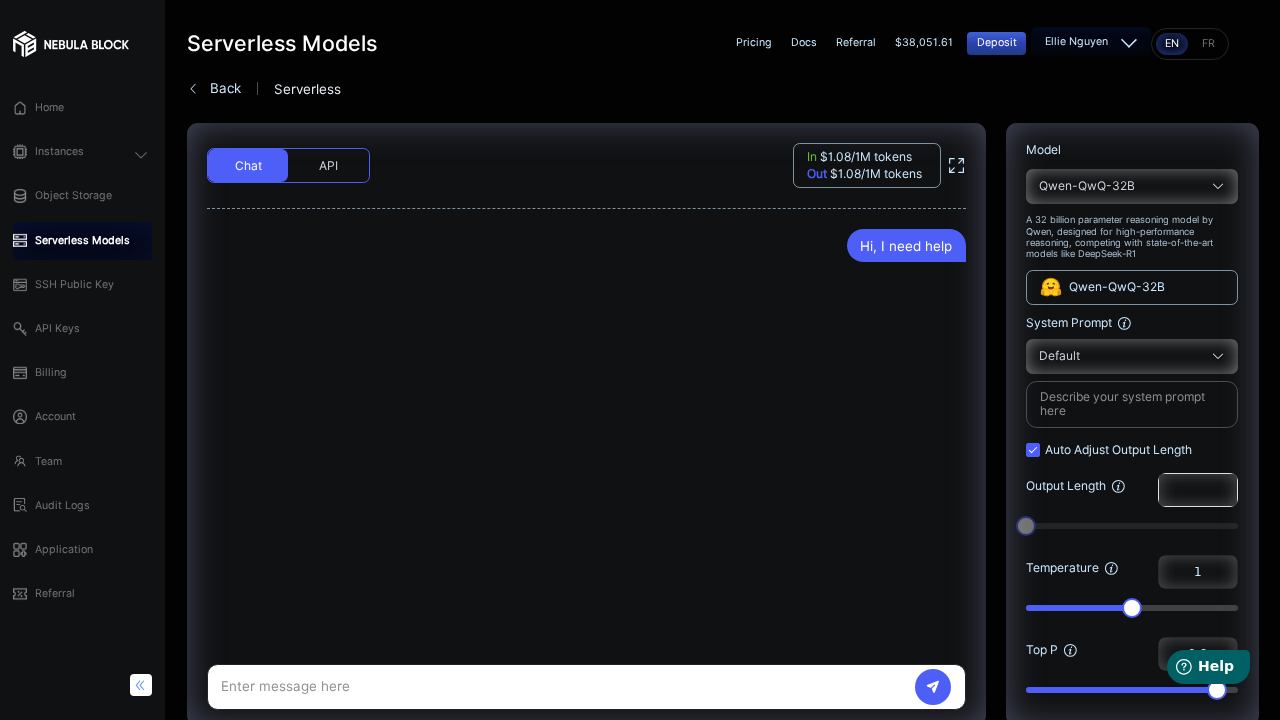 NEBULA BLOCK
Home
Instances
Object Storage
Serverless Models
SSH Public Key
API Keys
Billing
Account
Team
Audit Logs
Application
Referral
Serverless Models
Pricing
Docs
Referral
$38,051.61
Deposit
Ellie Nguyen
EN
FR
Back
Serverless
Chat
API
In $1.08/1M tokens
Out $1.08/1M tokens
Hi, I need help
Enter message here
Model
Qwen-QwQ-32B
A 32 billion parameter reasoning model by
Qwen, designed for high-performance
reasoning, competing with state-of-the-art
models like DeepSeek-R1
Qwen-QwQ-32B
System Prompt
Default
Describe your system prompt
here
Auto Adjust Output Length
Output Length
Temperature
1
Top P
Help